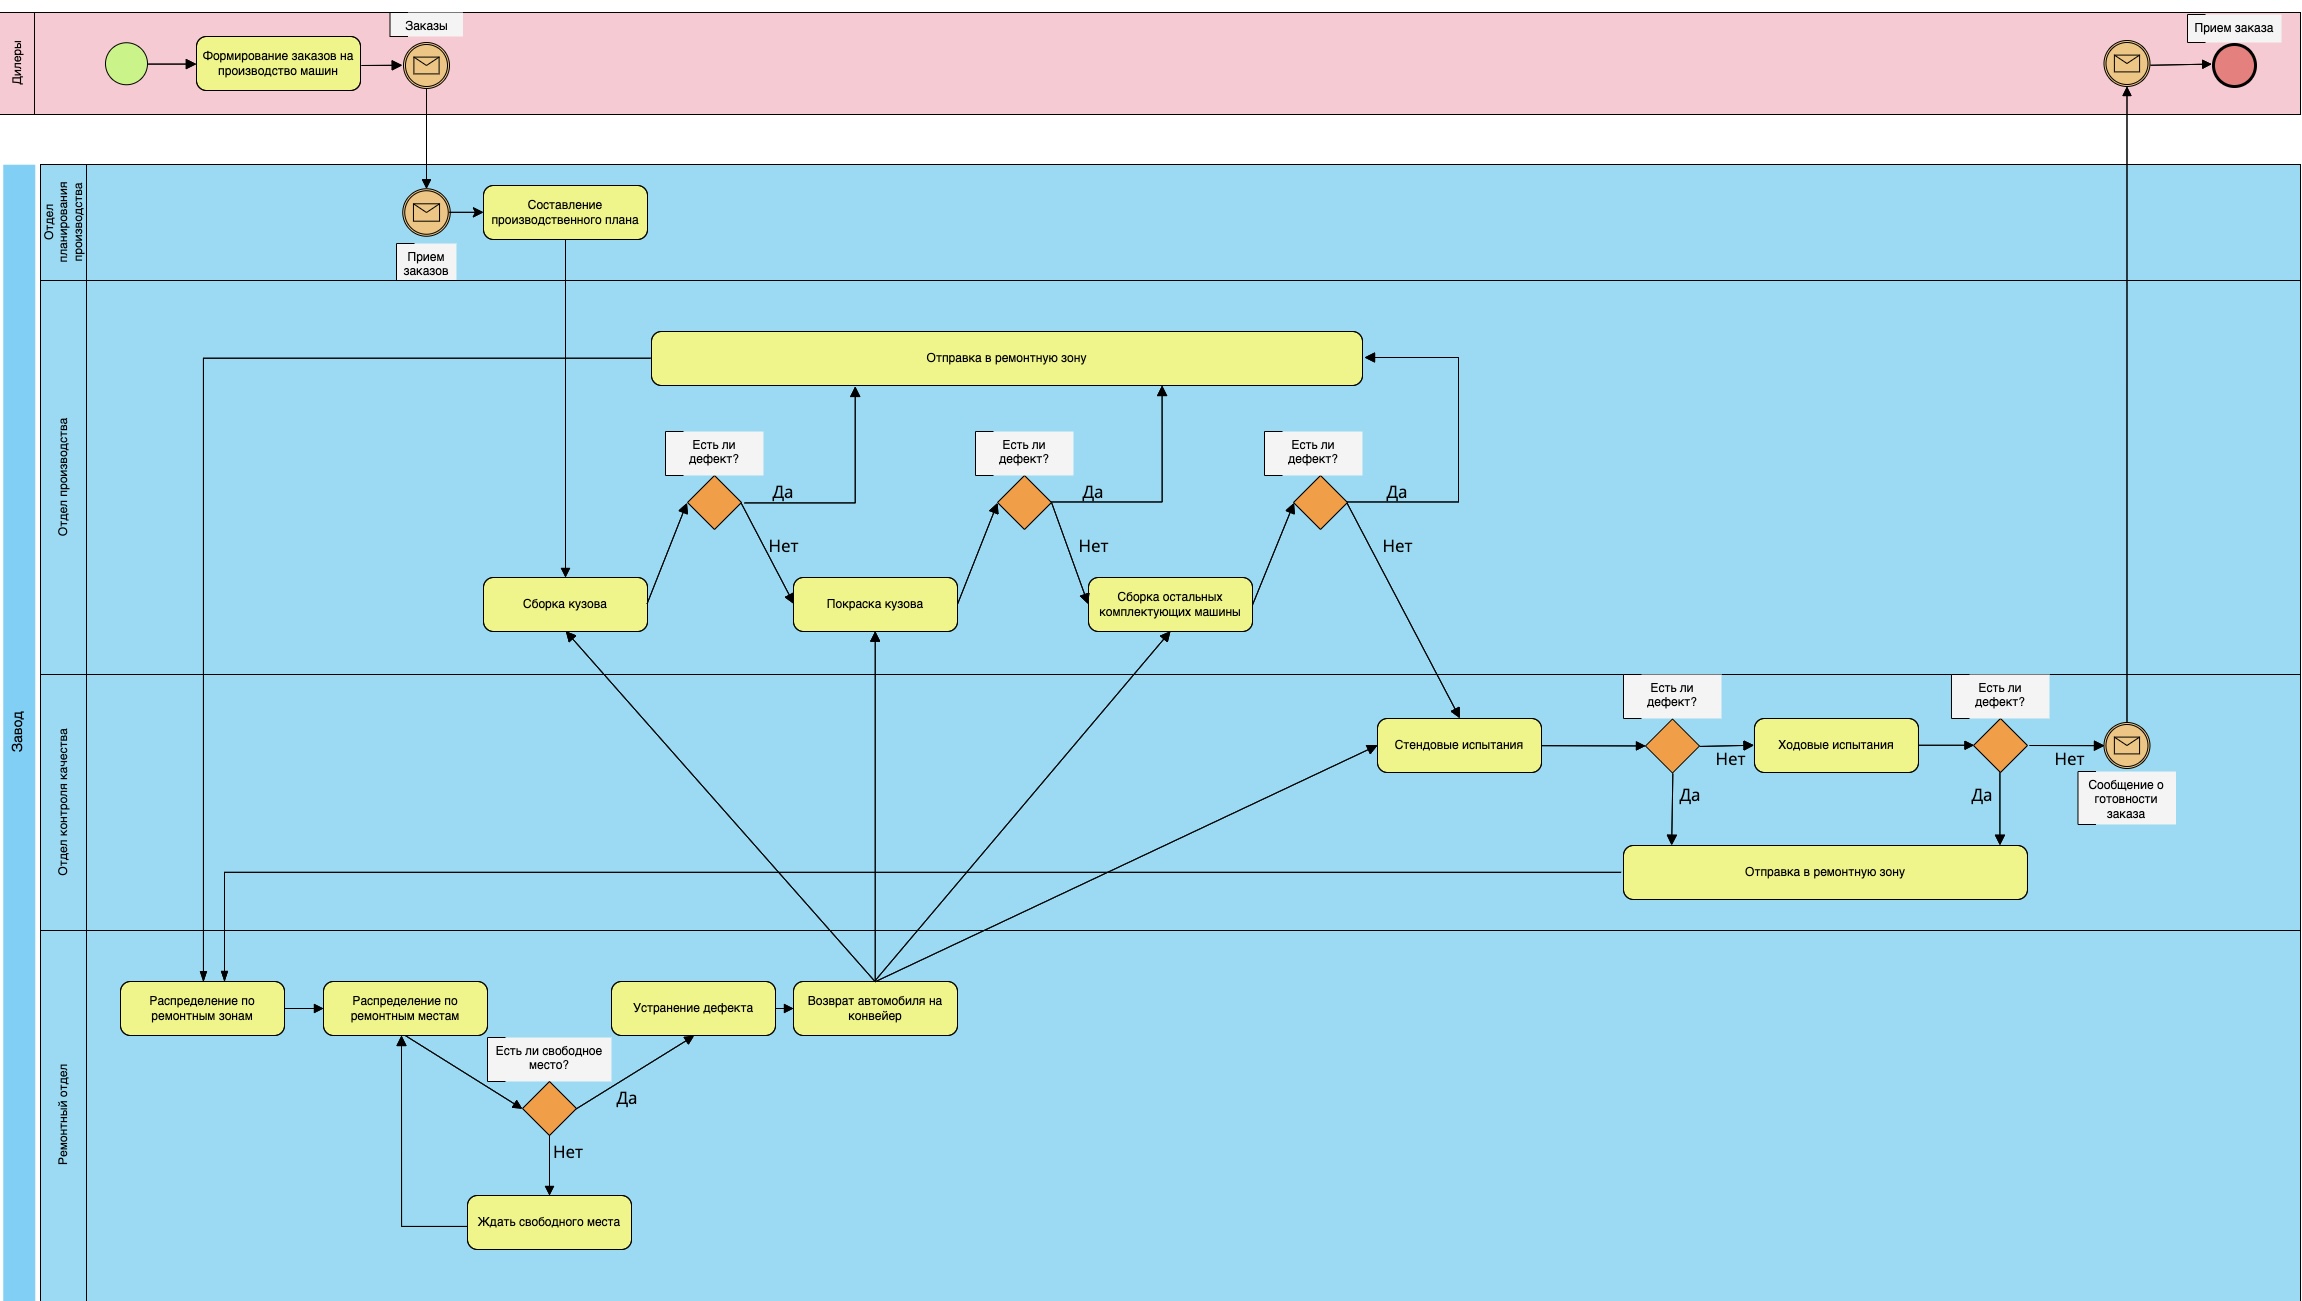 Дилеры
Формирование заказов на
производство машин
Заказы
Прием заказа
Завод
Отдел
планирования
производства
Прием
заказов
Составление
производственного плана
Отдел производства
Отправка в ремонтную зону
Есть ли
дефект?
Да
Нет
Есть ли
дефект?
Да
Нет
Есть ли
дефект?
Да
Нет
Сборка кузова
Покраска кузова
Сборка остальных
комплектующих машины
Отдел контроля качества
Стендовые испытания
Есть ли
дефект?
Нет
Да
Ходовые испытания
Есть ли
дефект?
Нет
Да
Сообщение о
готовности
заказа
Отправка в ремонтную зону
Ремонтный отдел
Распределение по
ремонтным зонам
Распределение по
ремонтным местам
Есть ли свободное
место?
Да
Нет
Устранение дефекта
Возврат автомобиля на
конвейер
Ждать свободного места